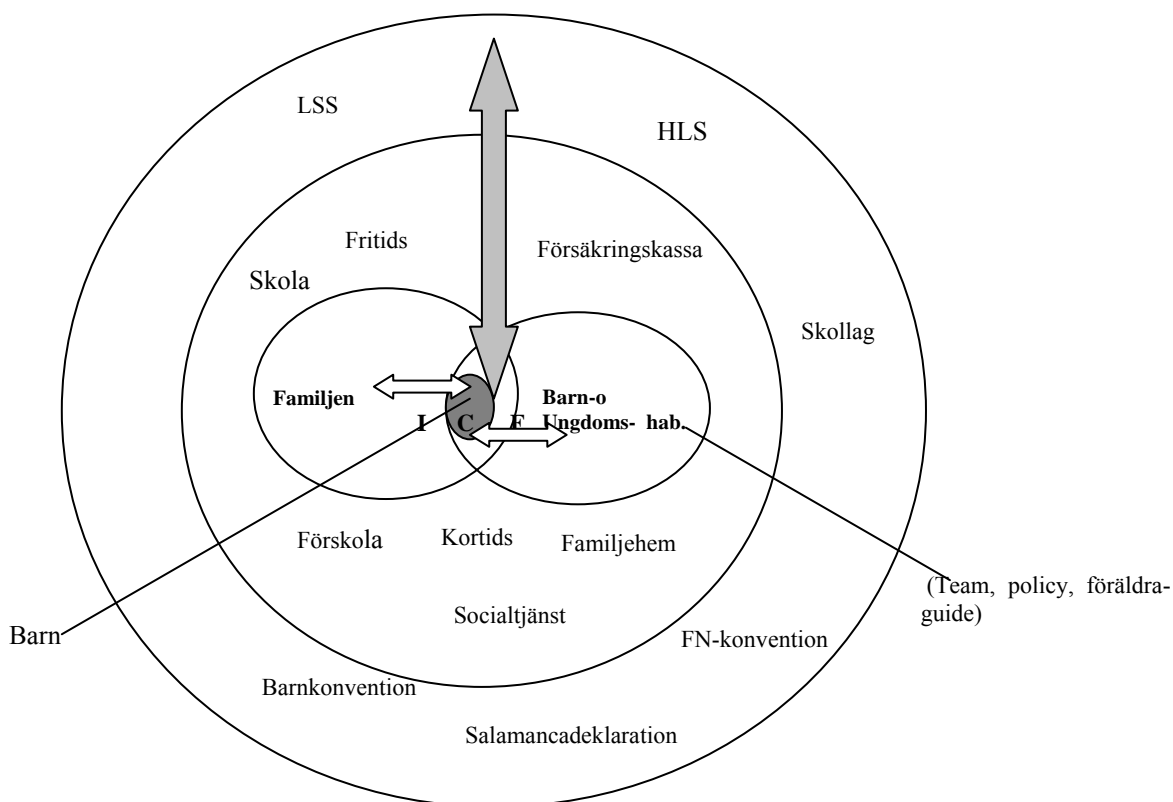 LSS
HLS
Fritids
Försäkringskassa
Skola
Skollag
Familjen
Barn-o
I C F Ungdoms- hab.
Förskola
Kortids
Familjehem
(Team, policy, föräldra-
guide)
Socialtjänst
Barn
FN-konvention
Barnkonvention
Salamancadeklaration